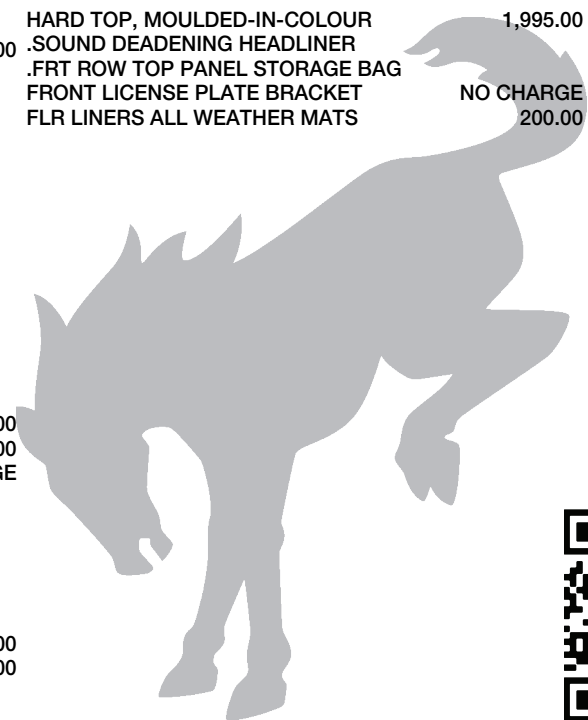 HARD TOP, MOULDED-IN-COLOUR 1,995.00
.SOUND DEADENING HEADLINER
.FRT ROW TOP PANEL STORAGE BAG
FRONT LICENSE PLATE BRACKET NO CHARGE
FLR LINERS ALL WEATHER MATS 200.00